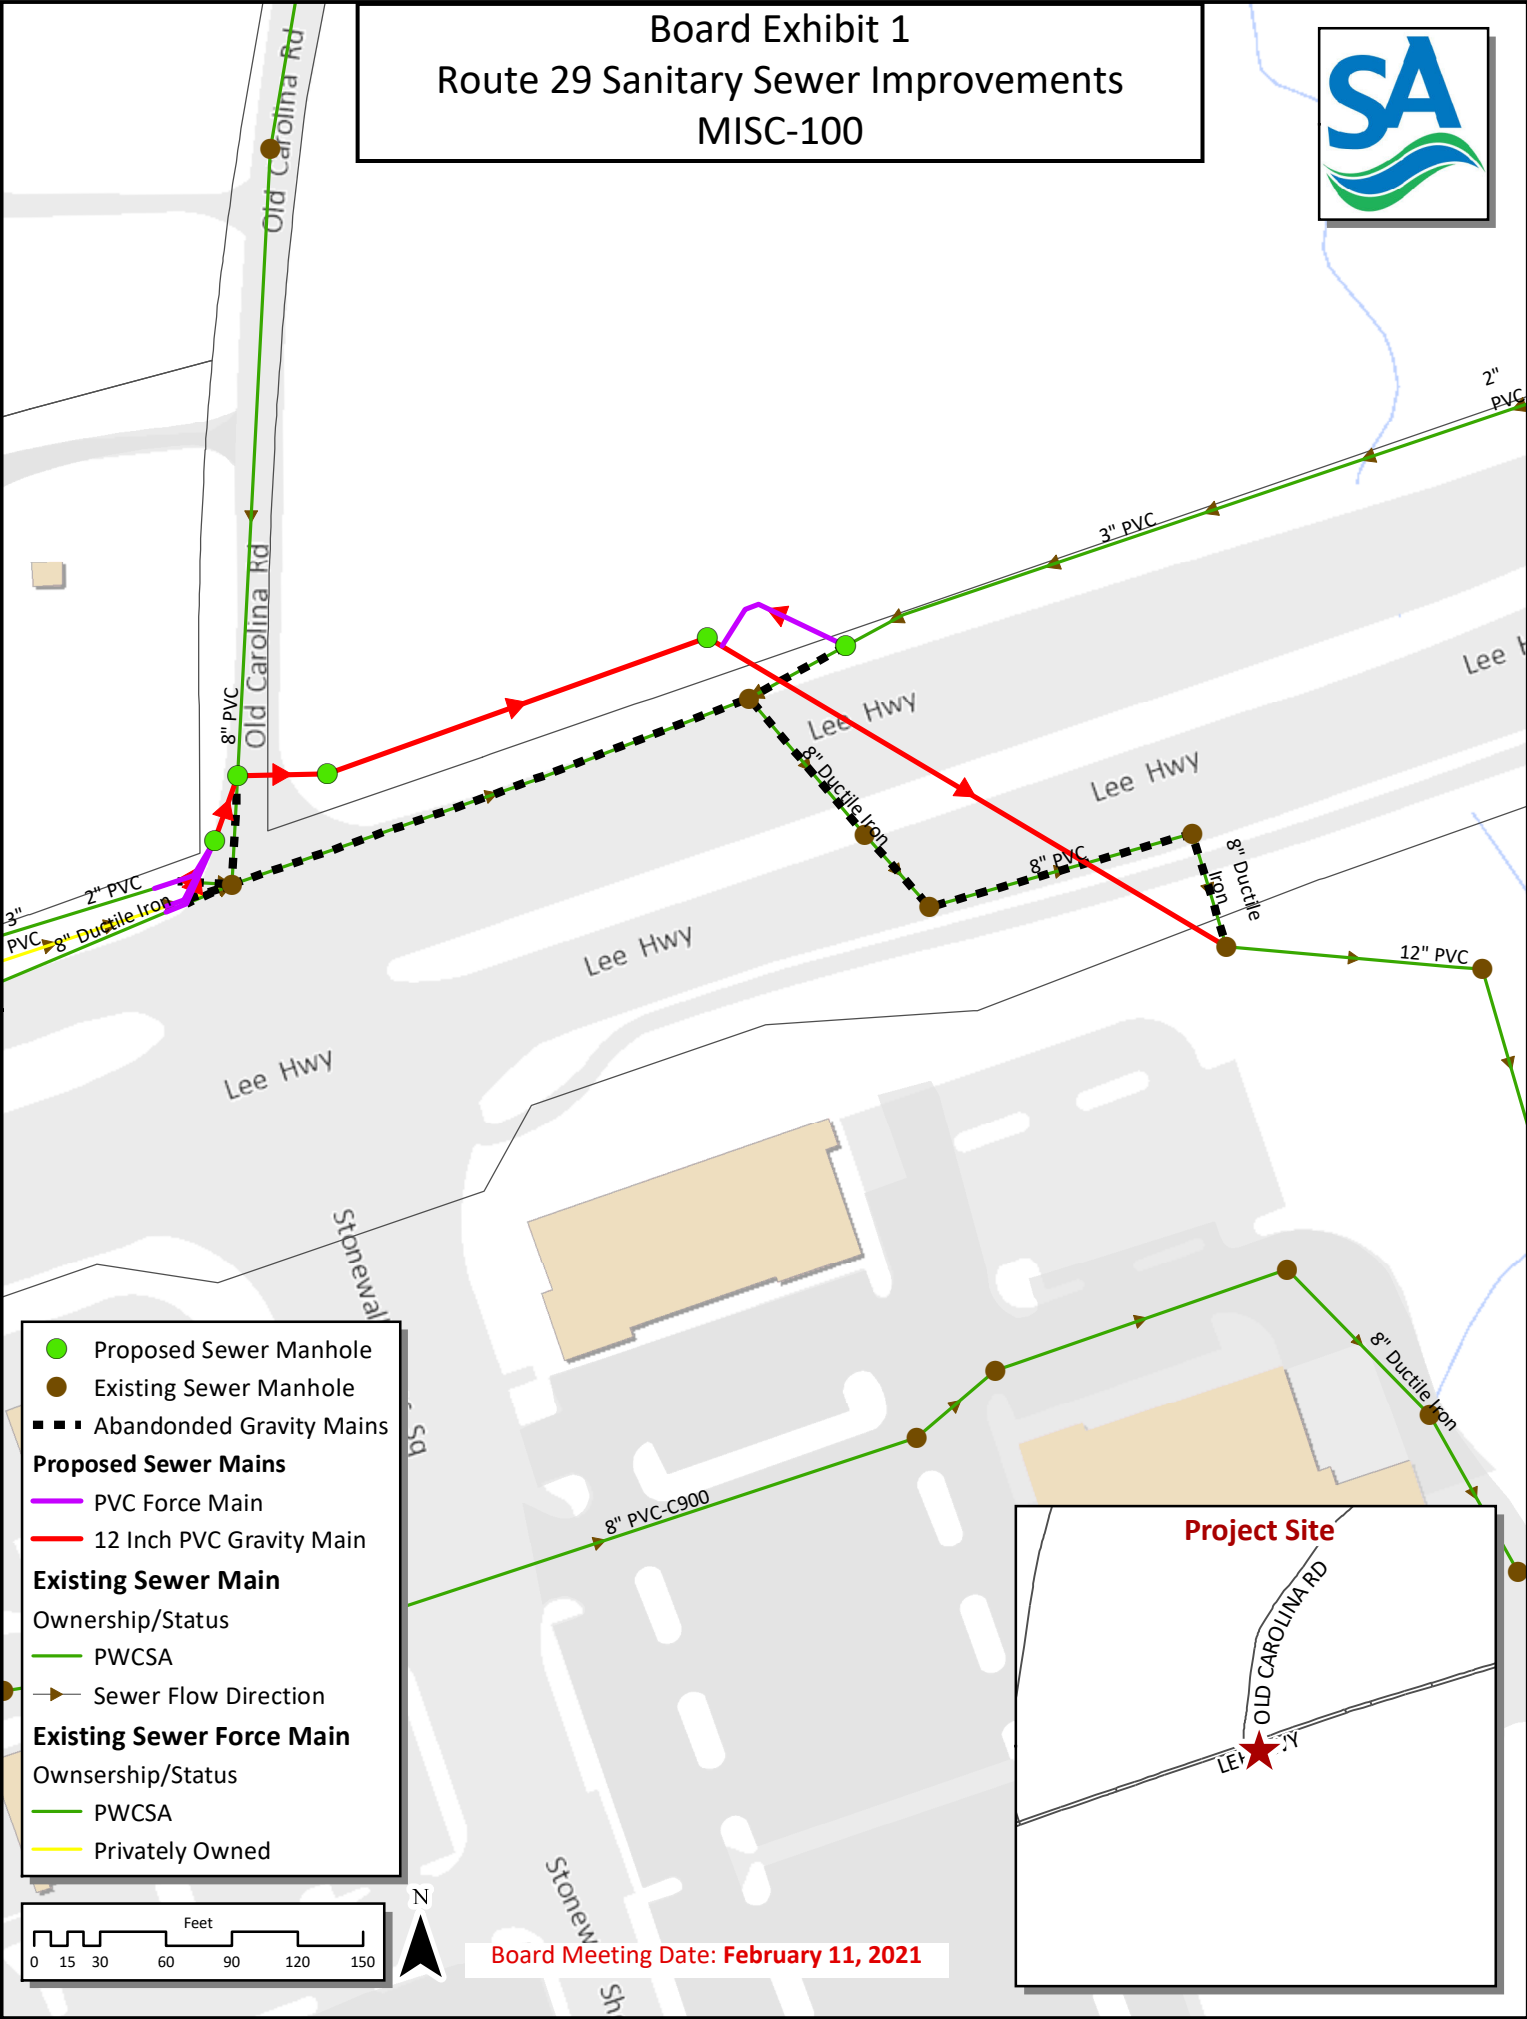 Board Exhibit 1
Route 29 Sanitary Sewer Improvements
MISC-100
SA
Old Carolina Rd
2"
PVC
3" PVC
Old Carolina Rd
8" PVC
Lee
Lee Hwy
Lee Hwy
8" Ductile Iron
8" PVC
8" Ductile
Iron
2" PVC
3"
PVC
8" Ductile Iron
Lee Hwy
12" PVC
Lee Hwy
Sq
8" Ductile Iron
8" PVC-C900
Proposed Sewer Manhole
Existing Sewer Manhole
Abandonded Gravity Mains
Proposed Sewer Mains
PVC Force Main
12 Inch PVC Gravity Main
Existing Sewer Main
Ownership/Status
PWCSA
Sewer Flow Direction
Existing Sewer Force Main
Ownsership/Status
PWCSA
Privately Owned
Project Site
OLD CAROLINA RD
Feet
0 15 30 60 90 120 150
N
Board Meeting Date: February 11, 2021